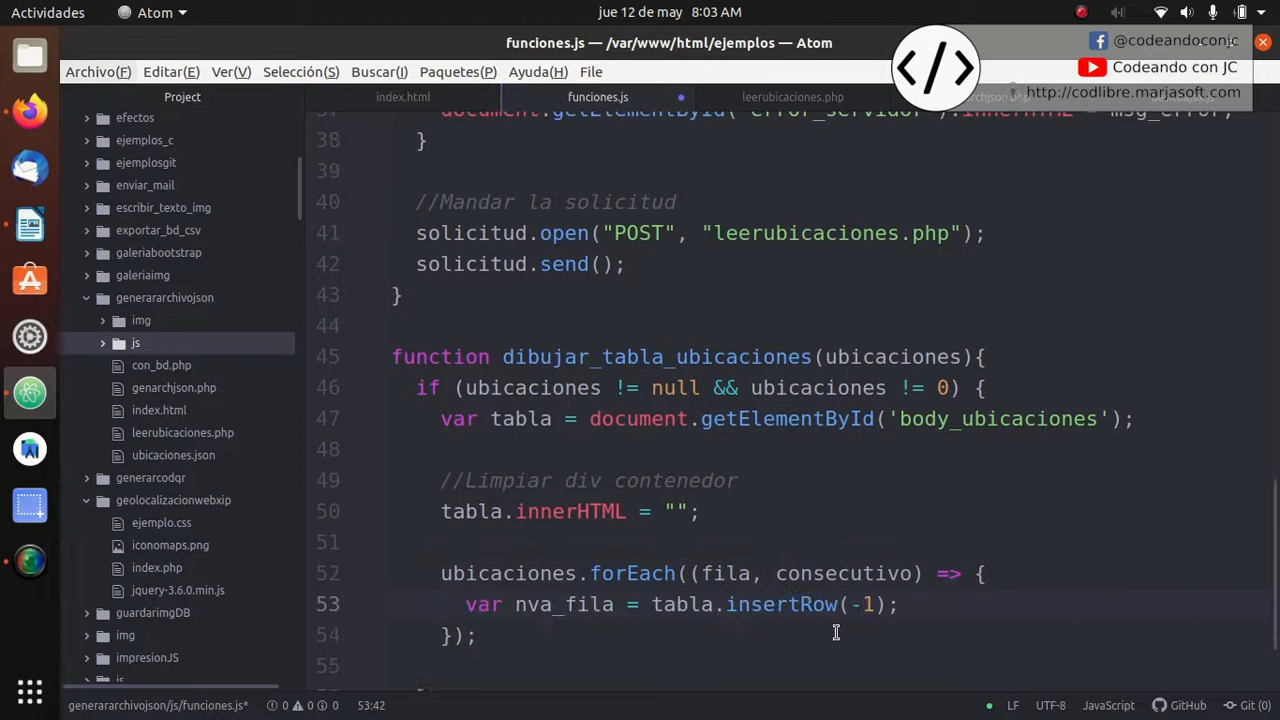 Actividades
Atom
jue 12 de may 8:03 AM
funciones.js — /var/www/html/ejemplos — Atom
@codeandoconjc
Codeando con JC
http://codlibre.marjasoft.com
Archivo(F) Editar(E) Ver(V) Selección(S) Buscar(I) Paquetes(P) Ayuda(H) File
Project
index.html
funciones.js
leerubicaciones.php
efectos
ejemplos_c
ejemplosgit
enviar_mail
escribir_texto_img
exportar_bd_csv
galeriabootstrap
galeriaimg
generararchivojson
img
js
con_bd.php
genarchjson.php
index.html
leerubicaciones.php
ubicaciones.json
generarcodqr
geolocalizacionwebxip
ejemplo.css
iconomaps.png
index.php
jquery-3.6.0.min.js
guardarimgDB
img
impresionJS
37 document.getElementById("error_servidor").innerHTML = msg_error;
38 }
39
40 //Mandar la solicitud
41 solicitud.open("POST", "leerubicaciones.php");
42 solicitud.send();
43 }
44
45 function dibujar_tabla_ubicaciones(ubicaciones){
46 if (ubicaciones != null && ubicaciones != 0) {
47 var tabla = document.getElementById('body_ubicaciones');
48
49 //Limpiar div contenedor
50 tabla.innerHTML = "";
51
52 ubicaciones.forEach((fila, consecutivo) => {
53 var nva_fila = tabla.insertRow(-1);
54 });
55
generararchivojson/js/funciones.js* 0 0 0 53:42
LF UTF-8 JavaScript GitHub Git (0)